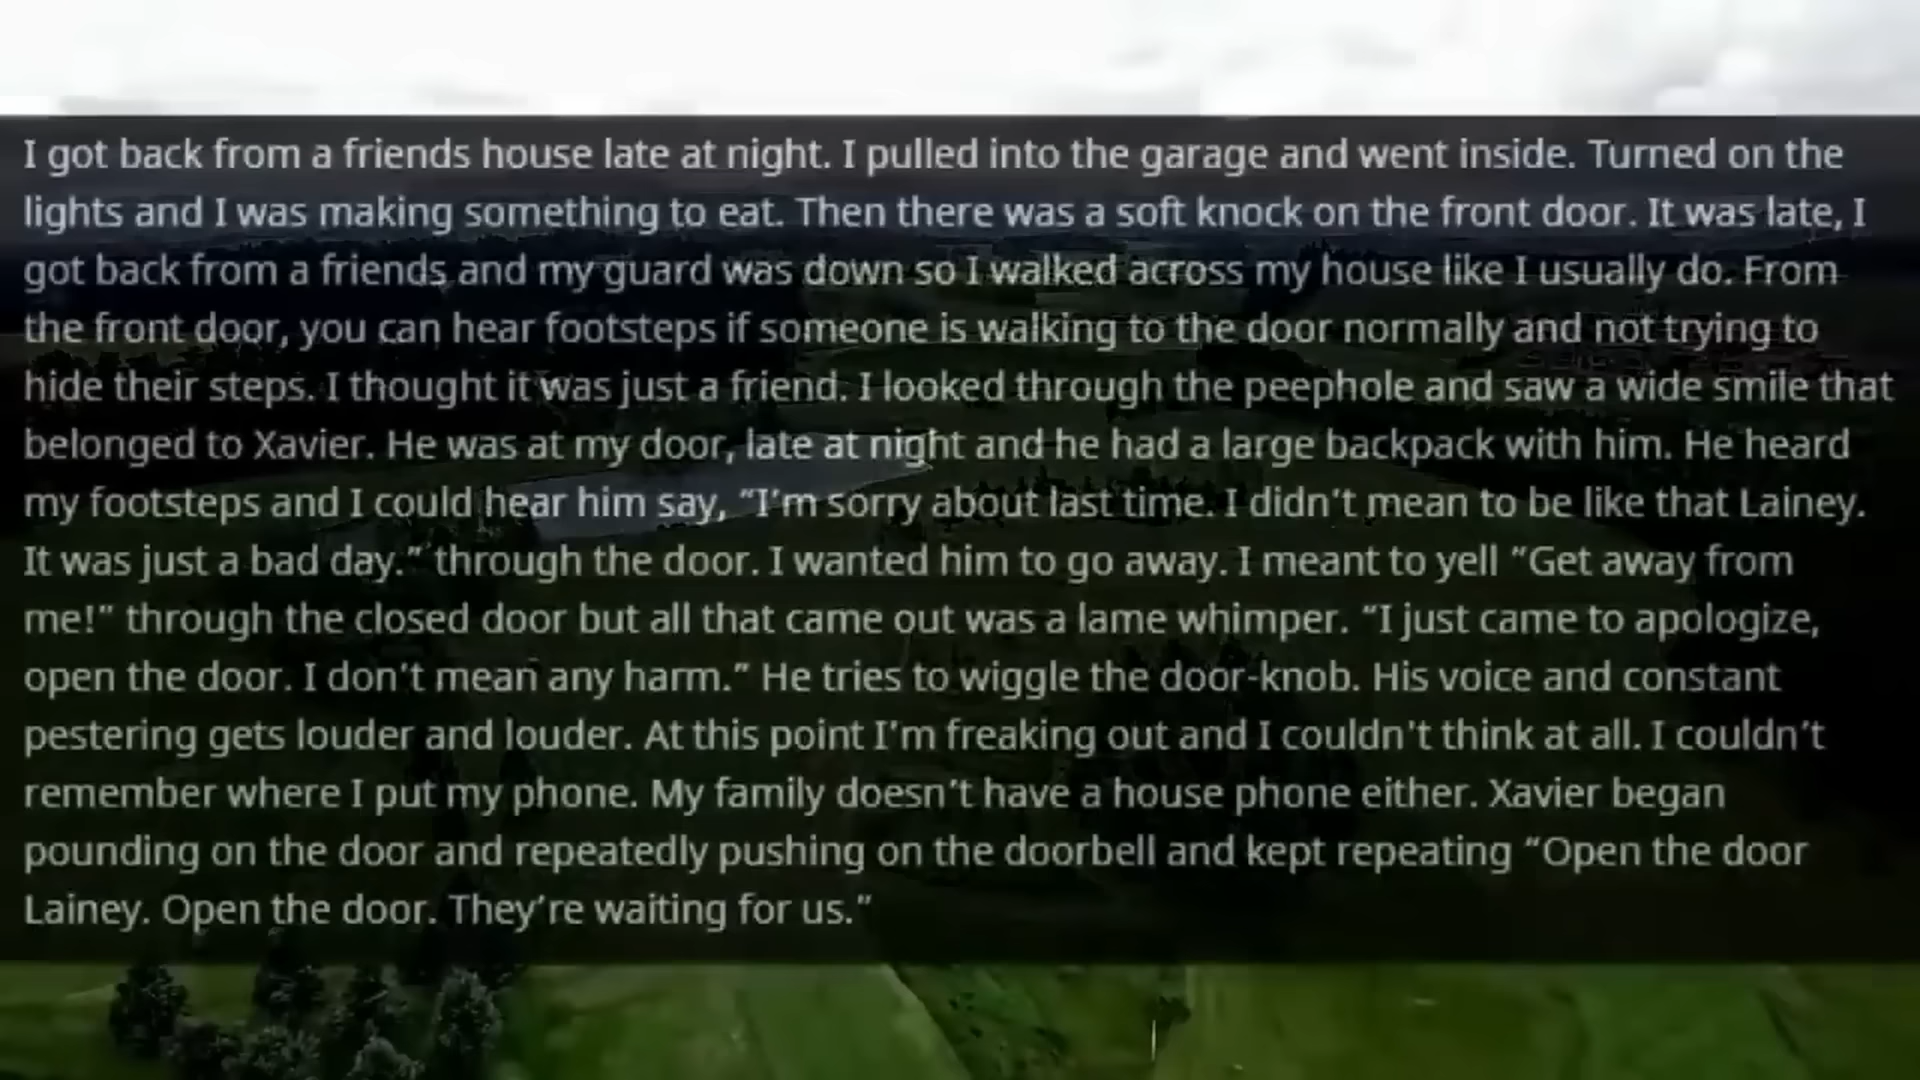 I got back from a friends house late at night. I pulled into the garage and went inside. Turned on the
lights and I was making something to eat. Then there was a soft knock on the front door. It was late, I
got back from a friends and my guard was down so I walked across my house like I usually do. From
the front door, you can hear footsteps if someone is walking to the door normally and not trying to
hide their steps. I thought it was just a friend. I looked through the peephole and saw a wide smile that
belonged to Xavier. He was at my door, late at night and he had a large backpack with him. He heard
my footsteps and I could hear him say, “I’m sorry about last time. I didn’t mean to be like that Lainey.
It was just a bad day.” through the door. I wanted him to go away. I meant to yell “Get away from
me!” through the closed door but all that came out was a lame whimper. “I just came to apologize,
open the door. I don’t mean any harm.” He tries to wiggle the door-knob. His voice and constant
pestering gets louder and louder. At this point I’m freaking out and I couldn't think at all. I couldn’t
remember where I put my phone. My family doesn’t have a house phone either. Xavier began
pounding on the door and repeatedly pushing on the doorbell and kept repeating “Open the door
Lainey. Open the door. They’re waiting for us.”